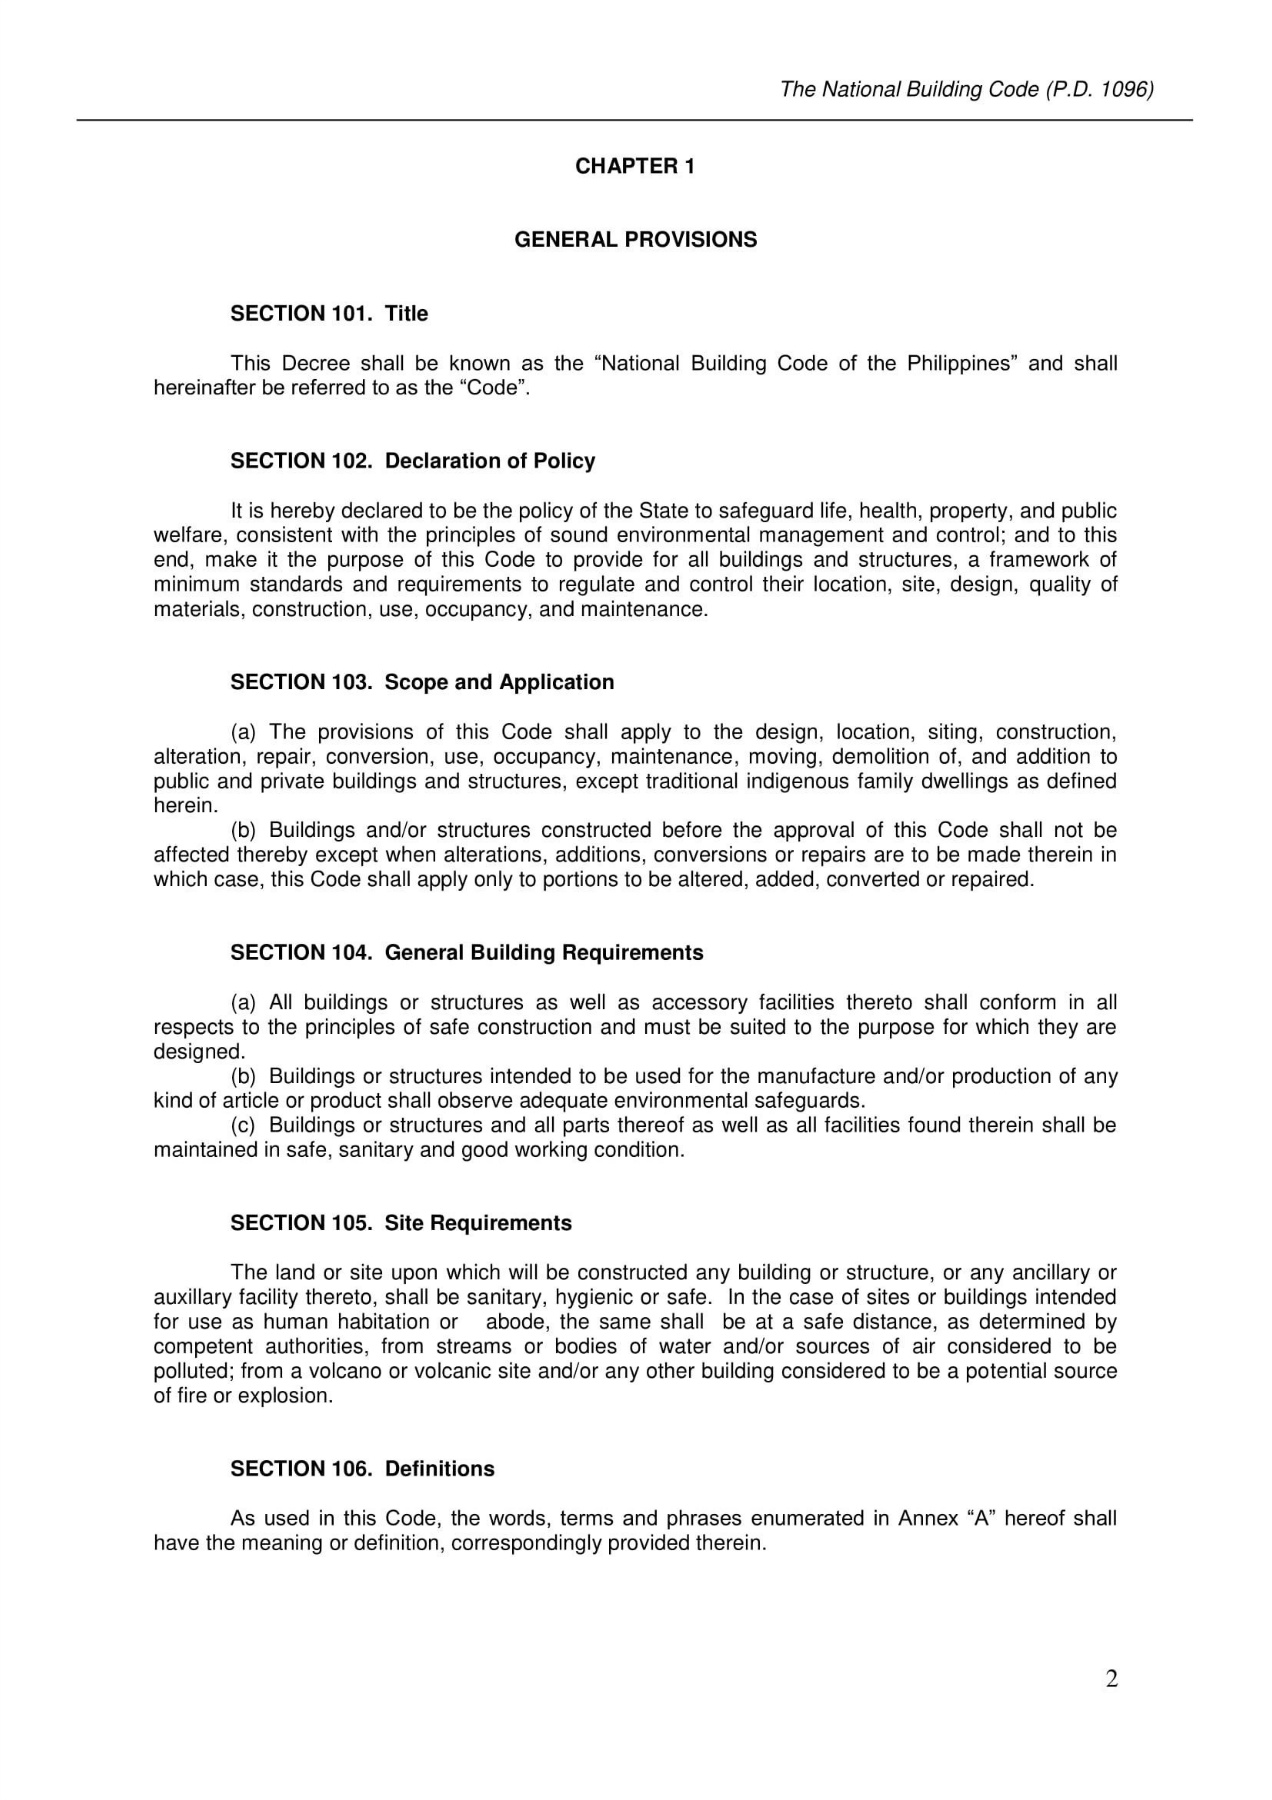 The National Building Code (P.D. 1096)
CHAPTER 1
GENERAL PROVISIONS
SECTION 101. Title
This Decree shall be known as the “National Building Code of the Philippines” and shall
hereinafter be referred to as the “Code”.
SECTION 102. Declaration of Policy
It is hereby declared to be the policy of the State to safeguard life, health, property, and public
welfare, consistent with the principles of sound environmental management and control; and to this
end, make it the purpose of this Code to provide for all buildings and structures, a framework of
minimum standards and requirements to regulate and control their location, site, design, quality of
materials, construction, use, occupancy, and maintenance.
SECTION 103. Scope and Application
(a) The provisions of this Code shall apply to the design, location, siting, construction,
alteration, repair, conversion, use, occupancy, maintenance, moving, demolition of, and addition to
public and private buildings and structures, except traditional indigenous family dwellings as defined
herein.
(b) Buildings and/or structures constructed before the approval of this Code shall not be
affected thereby except when alterations, additions, conversions or repairs are to be made therein in
which case, this Code shall apply only to portions to be altered, added, converted or repaired.
SECTION 104. General Building Requirements
(a) All buildings or structures as well as accessory facilities thereto shall conform in all
respects to the principles of safe construction and must be suited to the purpose for which they are
designed.
(b) Buildings or structures intended to be used for the manufacture and/or production of any
kind of article or product shall observe adequate environmental safeguards.
(c) Buildings or structures and all parts thereof as well as all facilities found therein shall be
maintained in safe, sanitary and good working condition.
SECTION 105. Site Requirements
The land or site upon which will be constructed any building or structure, or any ancillary or
auxillary facility thereto, shall be sanitary, hygienic or safe. In the case of sites or buildings intended
for use as human habitation or abode, the same shall be at a safe distance, as determined by
competent authorities, from streams or bodies of water and/or sources of air considered to be
polluted; from a volcano or volcanic site and/or any other building considered to be a potential source
of fire or explosion.
SECTION 106. Definitions
As used in this Code, the words, terms and phrases enumerated in Annex “A” hereof shall
have the meaning or definition, correspondingly provided therein.
2